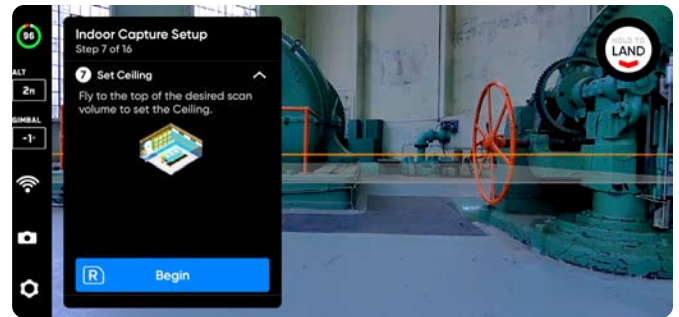 96
ALT
2ft
GIMBAL
-1°
Indoor Capture Setup
Step 7 of 16
7 Set Ceiling
Fly to the top of the desired scan
volume to set the Ceiling.
R Begin
HOLD TO
LAND